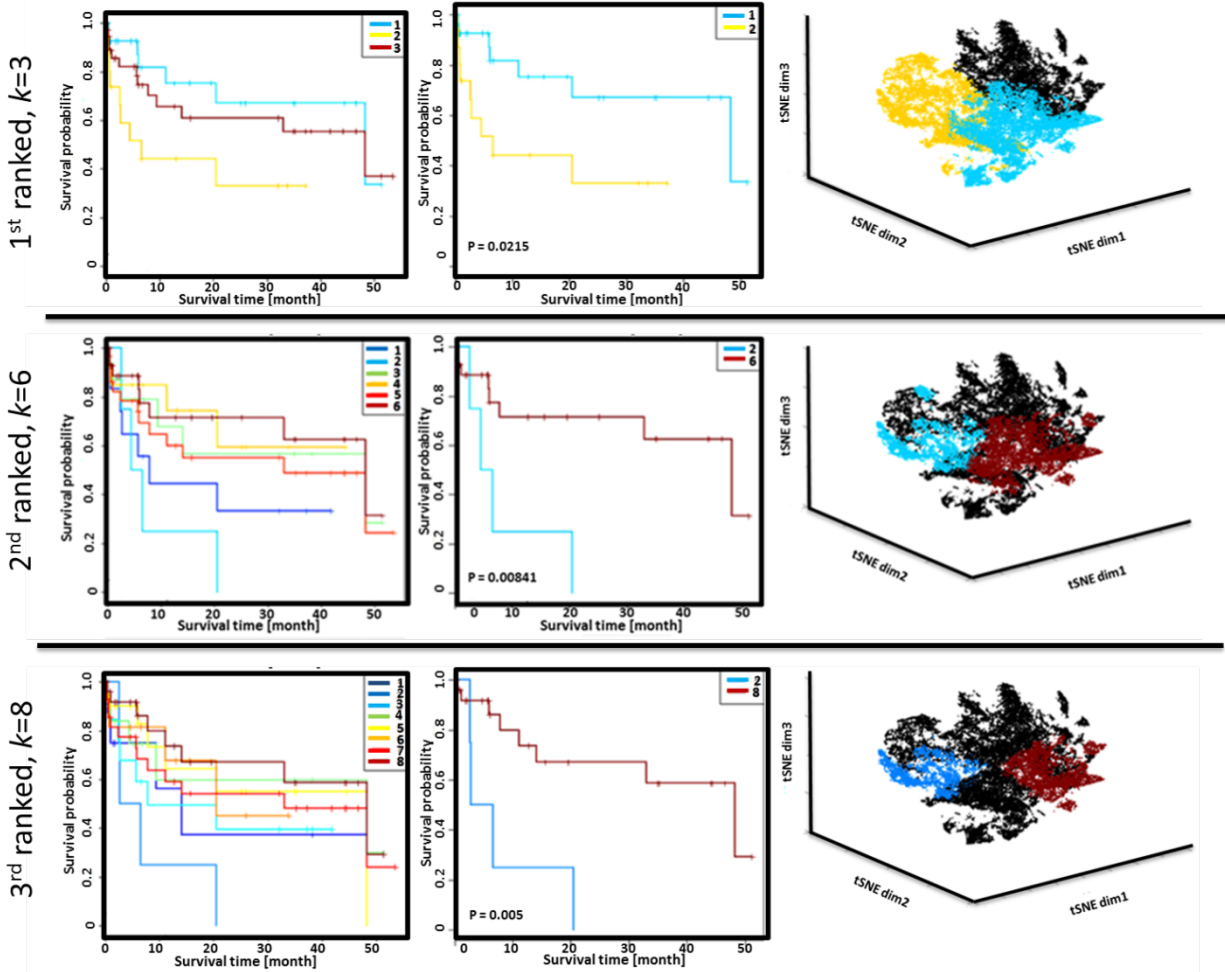 1st ranked, k=3
Survival probability
1.0
0.8
0.6
0.4
0.2
0
1
2
3
0 10 20 30 40 50
Survival time [month]
Survival probability
1.0
0.8
0.6
0.4
0.2
0
1
2
P = 0.0215
0 10 20 30 40 50
Survival time [month]
tSNE dim3
tSNE dim2
tSNE dim1
2nd ranked, k=6
Survival probability
1.0
0.8
0.6
0.4
0.2
0
1
2
3
4
5
6
0 10 20 30 40 50
Survival time [month]
Survival probability
1.0
0.8
0.6
0.4
0.2
0
2
6
P = 0.00841
0 10 20 30 40 50
Survival time [month]
tSNE dim3
tSNE dim2
tSNE dim1
3rd ranked, k=8
Survival probability
1.0
0.8
0.6
0.4
0.2
0
1
2
3
4
5
6
7
8
10 20 30 40 50
Survival time [month]
Survival probability
1.0
0.8
0.6
0.4
0.2
0
2
8
P = 0.005
0 10 20 30 40 50
Survival time [month]
tSNE dim3
tSNE dim2
tSNE dim1